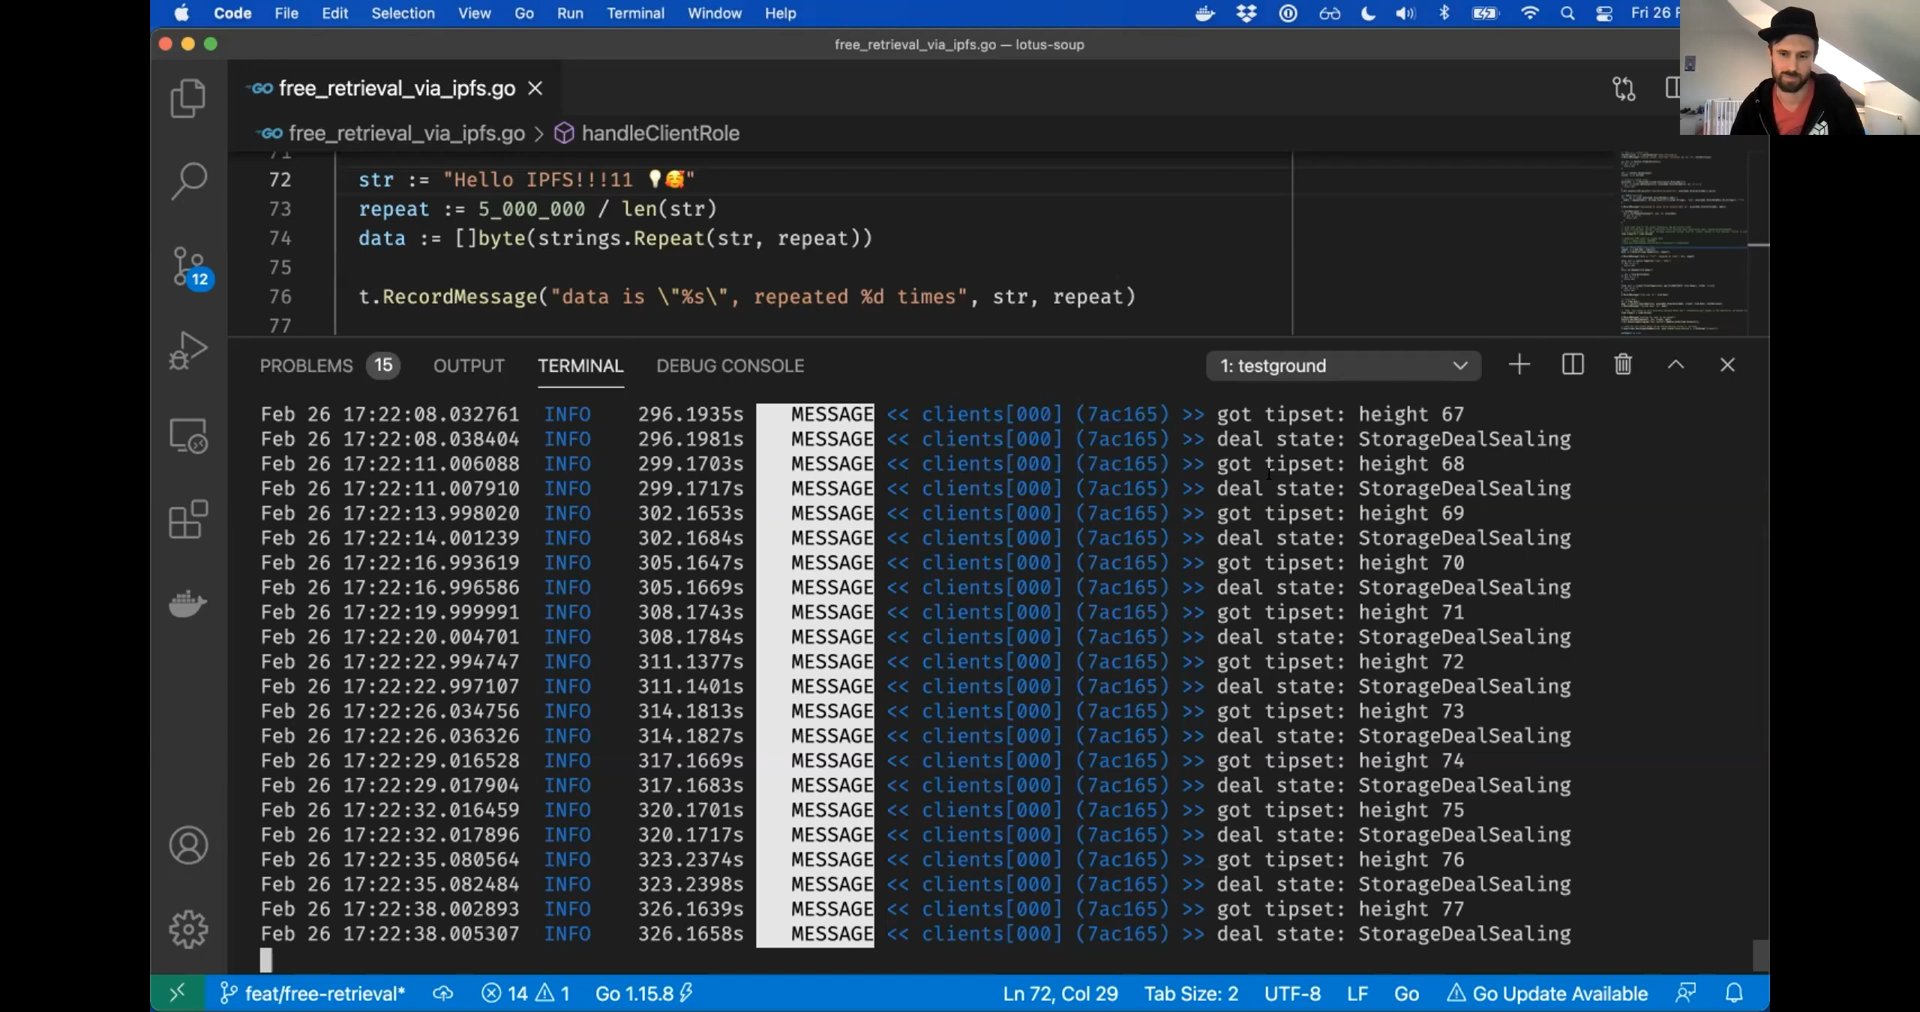 Code File Edit Selection View Go Run Terminal Window Help Fri 26 F
free_retrieval_via_ipfs.go — lotus-soup
GO free_retrieval_via_ipfs.go
GO free_retrieval_via_ipfs.go > handleClientRole
71
72 str := "Hello IPFS!!!11 💡🥰"
73 repeat := 5_000_000 / len(str)
74 data := []byte(strings.Repeat(str, repeat))
75
76 t.RecordMessage("data is \"%s\", repeated %d times", str, repeat)
77
12
PROBLEMS 15 OUTPUT TERMINAL DEBUG CONSOLE 1: testground
Feb 26 17:22:08.032761 INFO 296.1935s MESSAGE << clients[000] (7ac165) >> got tipset: height 67
Feb 26 17:22:08.038404 INFO 296.1981s MESSAGE << clients[000] (7ac165) >> deal state: StorageDealSealing
Feb 26 17:22:11.006088 INFO 299.1703s MESSAGE << clients[000] (7ac165) >> got tipset: height 68
Feb 26 17:22:11.007910 INFO 299.1717s MESSAGE << clients[000] (7ac165) >> deal state: StorageDealSealing
Feb 26 17:22:13.998020 INFO 302.1653s MESSAGE << clients[000] (7ac165) >> got tipset: height 69
Feb 26 17:22:14.001239 INFO 302.1684s MESSAGE << clients[000] (7ac165) >> deal state: StorageDealSealing
Feb 26 17:22:16.993619 INFO 305.1647s MESSAGE << clients[000] (7ac165) >> got tipset: height 70
Feb 26 17:22:16.996586 INFO 305.1669s MESSAGE << clients[000] (7ac165) >> deal state: StorageDealSealing
Feb 26 17:22:19.999991 INFO 308.1743s MESSAGE << clients[000] (7ac165) >> got tipset: height 71
Feb 26 17:22:20.004701 INFO 308.1784s MESSAGE << clients[000] (7ac165) >> deal state: StorageDealSealing
Feb 26 17:22:22.994747 INFO 311.1377s MESSAGE << clients[000] (7ac165) >> got tipset: height 72
Feb 26 17:22:22.997107 INFO 311.1401s MESSAGE << clients[000] (7ac165) >> deal state: StorageDealSealing
Feb 26 17:22:26.034756 INFO 314.1813s MESSAGE << clients[000] (7ac165) >> got tipset: height 73
Feb 26 17:22:26.036326 INFO 314.1827s MESSAGE << clients[000] (7ac165) >> deal state: StorageDealSealing
Feb 26 17:22:29.016528 INFO 317.1669s MESSAGE << clients[000] (7ac165) >> got tipset: height 74
Feb 26 17:22:29.017904 INFO 317.1683s MESSAGE << clients[000] (7ac165) >> deal state: StorageDealSealing
Feb 26 17:22:32.016459 INFO 320.1701s MESSAGE << clients[000] (7ac165) >> got tipset: height 75
Feb 26 17:22:32.017896 INFO 320.1717s MESSAGE << clients[000] (7ac165) >> deal state: StorageDealSealing
Feb 26 17:22:35.080564 INFO 323.2374s MESSAGE << clients[000] (7ac165) >> got tipset: height 76
Feb 26 17:22:35.082484 INFO 323.2398s MESSAGE << clients[000] (7ac165) >> deal state: StorageDealSealing
Feb 26 17:22:38.002893 INFO 326.1639s MESSAGE << clients[000] (7ac165) >> got tipset: height 77
Feb 26 17:22:38.005307 INFO 326.1658s MESSAGE << clients[000] (7ac165) >> deal state: StorageDealSealing
feat/free-retrieval* 14 1 Go 1.15.8 Ln 72, Col 29 Tab Size: 2 UTF-8 LF Go Go Update Available